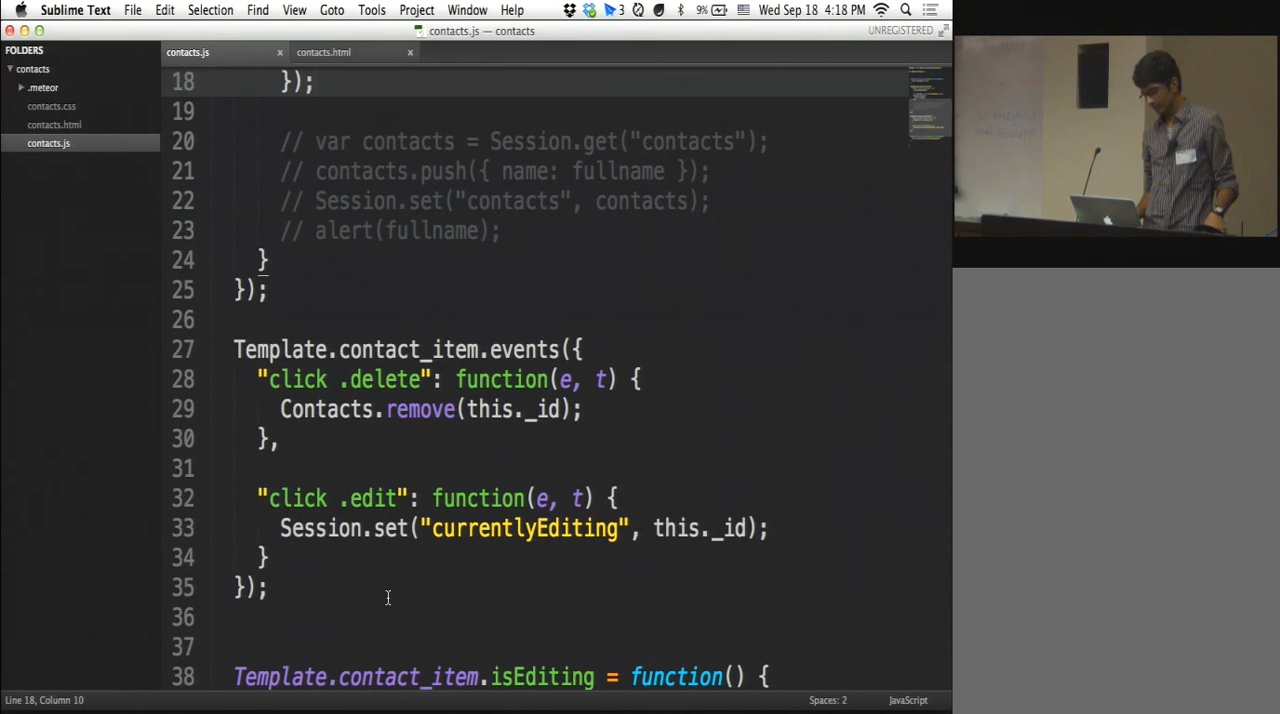 Sublime Text File Edit Selection Find View Goto Tools Project Window Help 3 9% Wed Sep 18 4:18 PM
contacts.js — contacts UNREGISTERED
FOLDERS
contacts
.meteor
contacts.css
contacts.html
contacts.js
contacts.js contacts.html
18 });
19
20 // var contacts = Session.get("contacts");
21 // contacts.push({ name: fullname });
22 // Session.set("contacts", contacts);
23 // alert(fullname);
24 }
25 });
26
27 Template.contact_item.events({
28 "click .delete": function(e, t) {
29 Contacts.remove(this._id);
30 },
31
32 "click .edit": function(e, t) {
33 Session.set("currentlyEditing", this._id);
34 }
35 });
36
37
38 Template.contact_item.isEditing = function() {
Line 18, Column 10 Spaces: 2 JavaScript